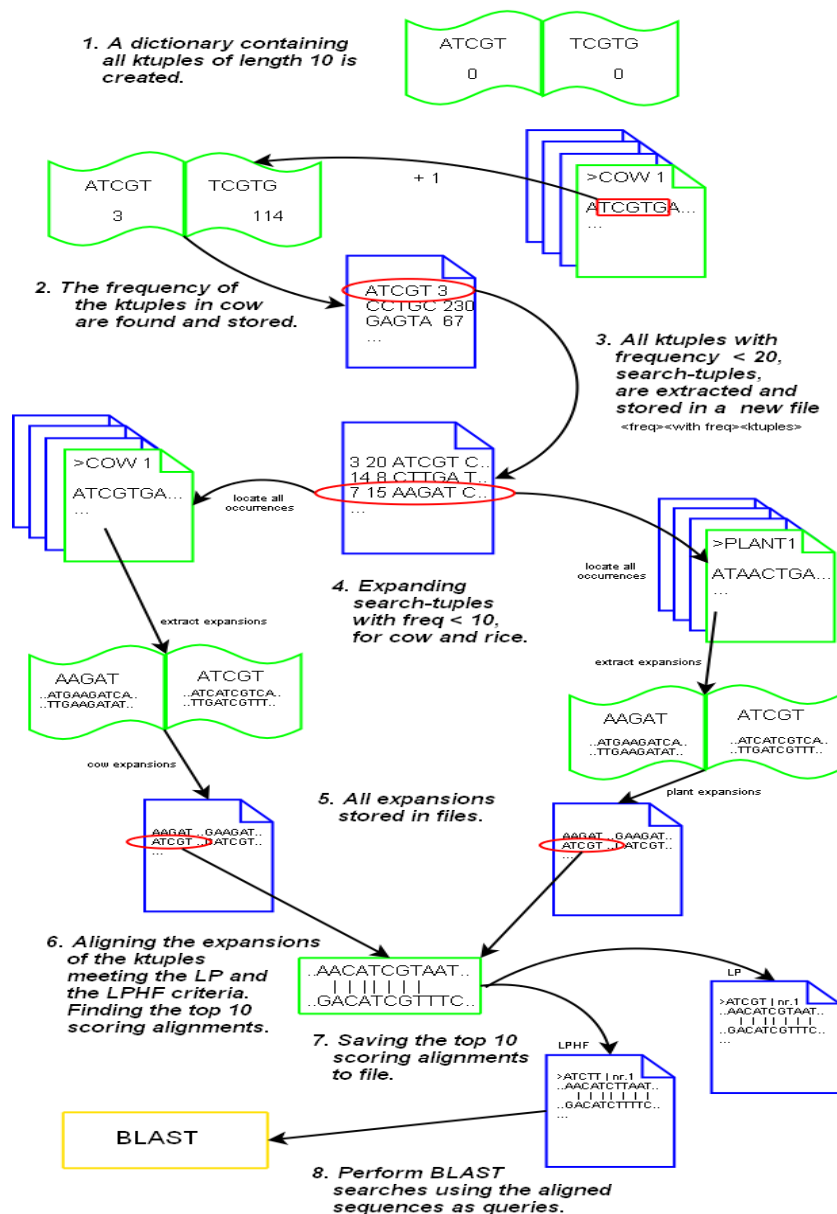 1. A dictionary containing
all ktuples of length 10 is
created.
ATCGT TCGTG
0 0
ATCGT TCGTG
3 114
+ 1
>COW 1
ATCGTGA...
...
2. The frequency of
the ktuples in cow
are found and stored.
ATCGT 3
CCTGC 230
GAGTA 67
...
3. All ktuples with
frequency < 20,
search-tuples,
are extracted and
stored in a new file
<freq><with freq><ktuples>
>COW 1
ATCGTGA...
...
locate all
occurrences
3 20 ATCGT C..
14 8 CTTGA T..
7 15 AAGAT C..
...
locate all
occurrences
>PLANT1
ATAACTGA...
...
4. Expanding
search-tuples
with freq < 10,
for cow and rice.
extract expansions
extract expansions
AAGAT ATCGT
..ATGAAGATCA.. ..ATCATCGTCA..
..TTGAAGATAT.. ..TTGATCGTTT..
AAGAT ATCGT
..ATGAAGATCA.. ..ATCATCGTCA..
..TTGAAGATAT.. ..TTGATCGTTT..
cow expansions
plant expansions
5. All expansions
stored in files.
AAGAT ..GAAGAT..
ATCGT ..GATCGT..
...
AAGAT ..GAAGAT..
ATCGT ..GATCGT..
...
6. Aligning the expansions
of the ktuples
meeting the LP and
the LPHF criteria.
Finding the top 10
scoring alignments.
..AACATCGTAAT..
| | | | | | |
..GACATCGTTTC..
7. Saving the top 10
scoring alignments
to file.
LP
>ATCGT | nr.1
..AACATCGTAAT..
| | | | | | |
..GACATCGTTTC..
...
LPHF
>ATCTT | nr.1
..AACATCTTAAT..
| | | | | | |
..GACATCTTTTC..
...
BLAST
8. Perform BLAST
searches using the aligned
sequences as queries.